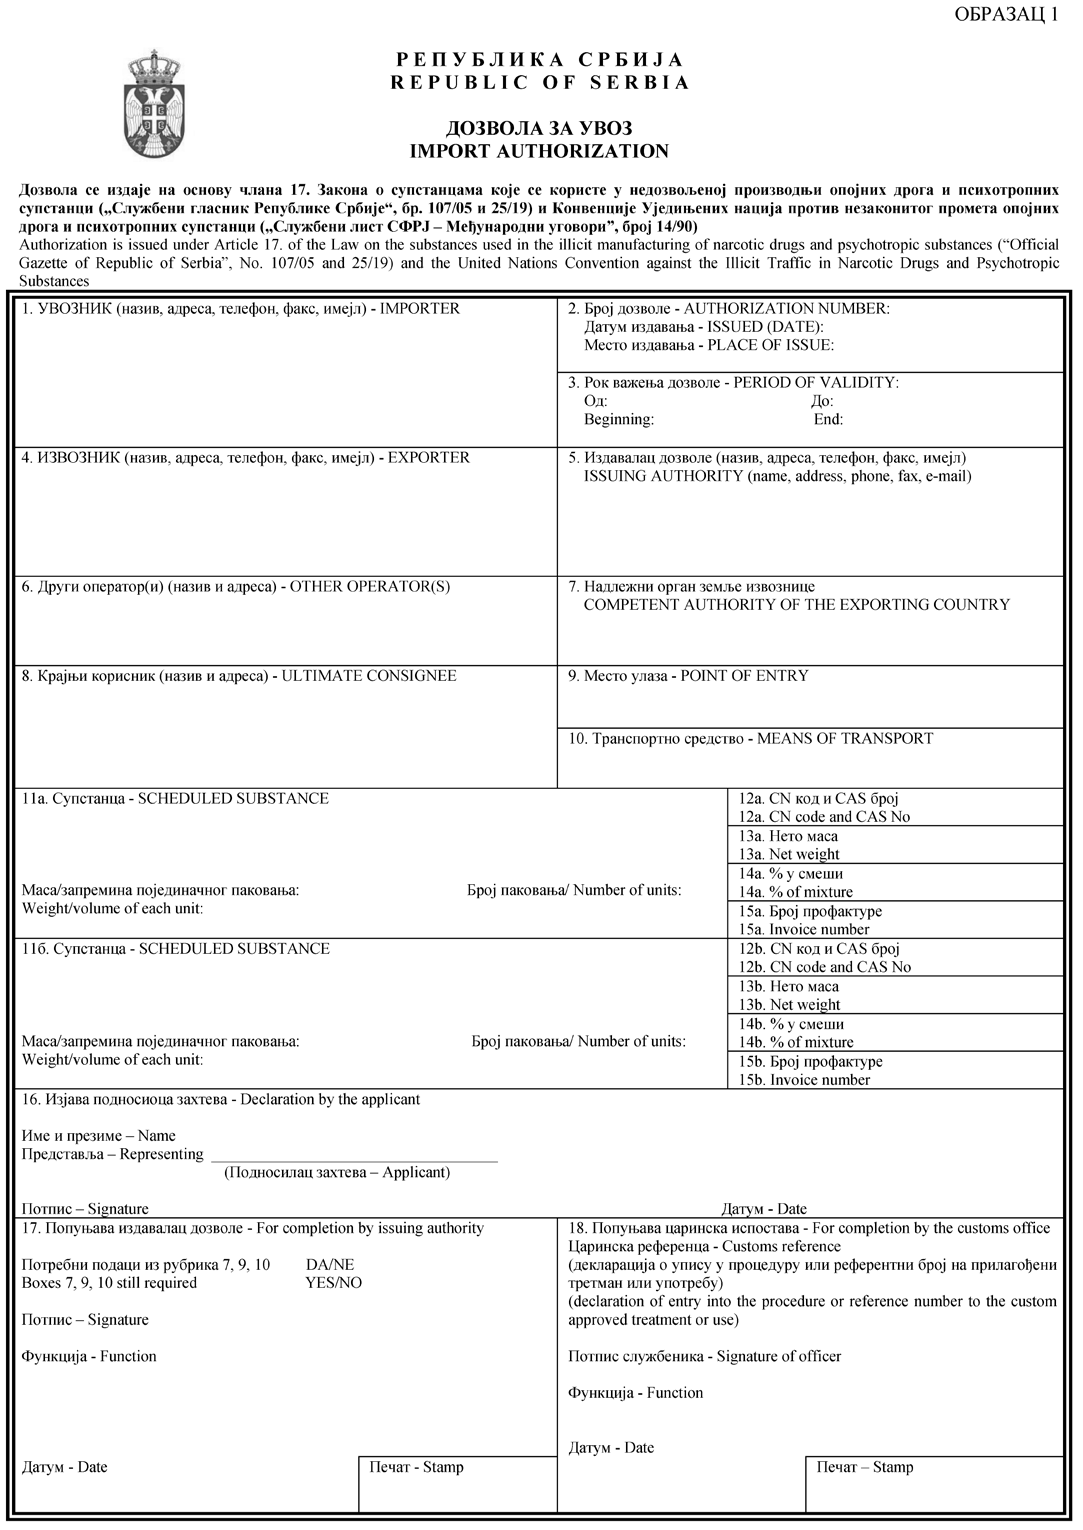 ОБРАЗАЦ 1
РЕПУБЛИКА СРБИЈА
REPUBLIC OF SERBIA
ДОЗВОЛА ЗА УВОЗ
IMPORT AUTHORIZATION
Дозвола се издаје на основу члана 17. Закона о супстанцама које се користе у недозвољеној производњи опојних дрога и психотропних
супстанци („Службени гласник Републике Србије“, бр. 107/05 и 25/19) и Конвенције Уједињених нација против незаконитог промета опојних
дрога и психотропних супстанци („Службени лист СФРЈ – Међународни уговори”, број 14/90)
Authorization is issued under Article 17. of the Law on the substances used in the illicit manufacturing of narcotic drugs and psychotropic substances (“Official
Gazette of Republic of Serbia”, No. 107/05 and 25/19) and the United Nations Convention against the Illicit Traffic in Narcotic Drugs and Psychotropic
Substances
1. УВОЗНИК (назив, адреса, телефон, факс, имејл) - IMPORTER
2. Број дозволе - AUTHORIZATION NUMBER:
Датум издавања - ISSUED (DATE):
Место издавања - PLACE OF ISSUE:
3. Рок важења дозволе - PERIOD OF VALIDITY:
Од: До:
Beginning: End:
4. ИЗВОЗНИК (назив, адреса, телефон, факс, имејл) - EXPORTER
5. Издавалац дозволе (назив, адреса, телефон, факс, имејл)
ISSUING AUTHORITY (name, address, phone, fax, e-mail)
6. Други оператор(и) (назив и адреса) - OTHER OPERATOR(S)
7. Надлежни орган земље извознице
COMPETENT AUTHORITY OF THE EXPORTING COUNTRY
8. Крајњи корисник (назив и адреса) - ULTIMATE CONSIGNEE
9. Место улаза - POINT OF ENTRY
10. Транспортно средство - MEANS OF TRANSPORT
11а. Супстанца - SCHEDULED SUBSTANCE
Маса/запремина појединачног паковања: Број паковања/ Number of units:
Weight/volume of each unit:
12a. CN код и CAS број
12a. CN code and CAS No
13a. Нето маса
13a. Net weight
14a. % у смеши
14a. % of mixture
15a. Број профактуре
15a. Invoice number
11б. Супстанца - SCHEDULED SUBSTANCE
Маса/запремина појединачног паковања: Број паковања/ Number of units:
Weight/volume of each unit:
12b. CN код и CAS број
12b. CN code and CAS No
13b. Нето маса
13b. Net weight
14b. % у смеши
14b. % of mixture
15b. Број профактуре
15b. Invoice number
16. Изјава подносиоца захтева - Declaration by the applicant
Име и презиме – Name
Представља – Representing
(Подносилац захтева – Applicant)
Потпис – Signature Датум - Date
17. Попуњава издавалац дозволе - For completion by issuing authority
Потребни подаци из рубрика 7, 9, 10 DA/NE
Boxes 7, 9, 10 still required YES/NO
Потпис – Signature
Функција - Function
Датум - Date
Печат - Stamp
18. Попуњава царинска испостава - For completion by the customs office
Царинска референца - Customs reference
(декларација о упису у процедуру или референтни број на прилагођени
третман или употребу)
(declaration of entry into the procedure or reference number to the custom
approved treatment or use)
Потпис службеника - Signature of officer
Функција - Function
Датум - Date
Печат – Stamp